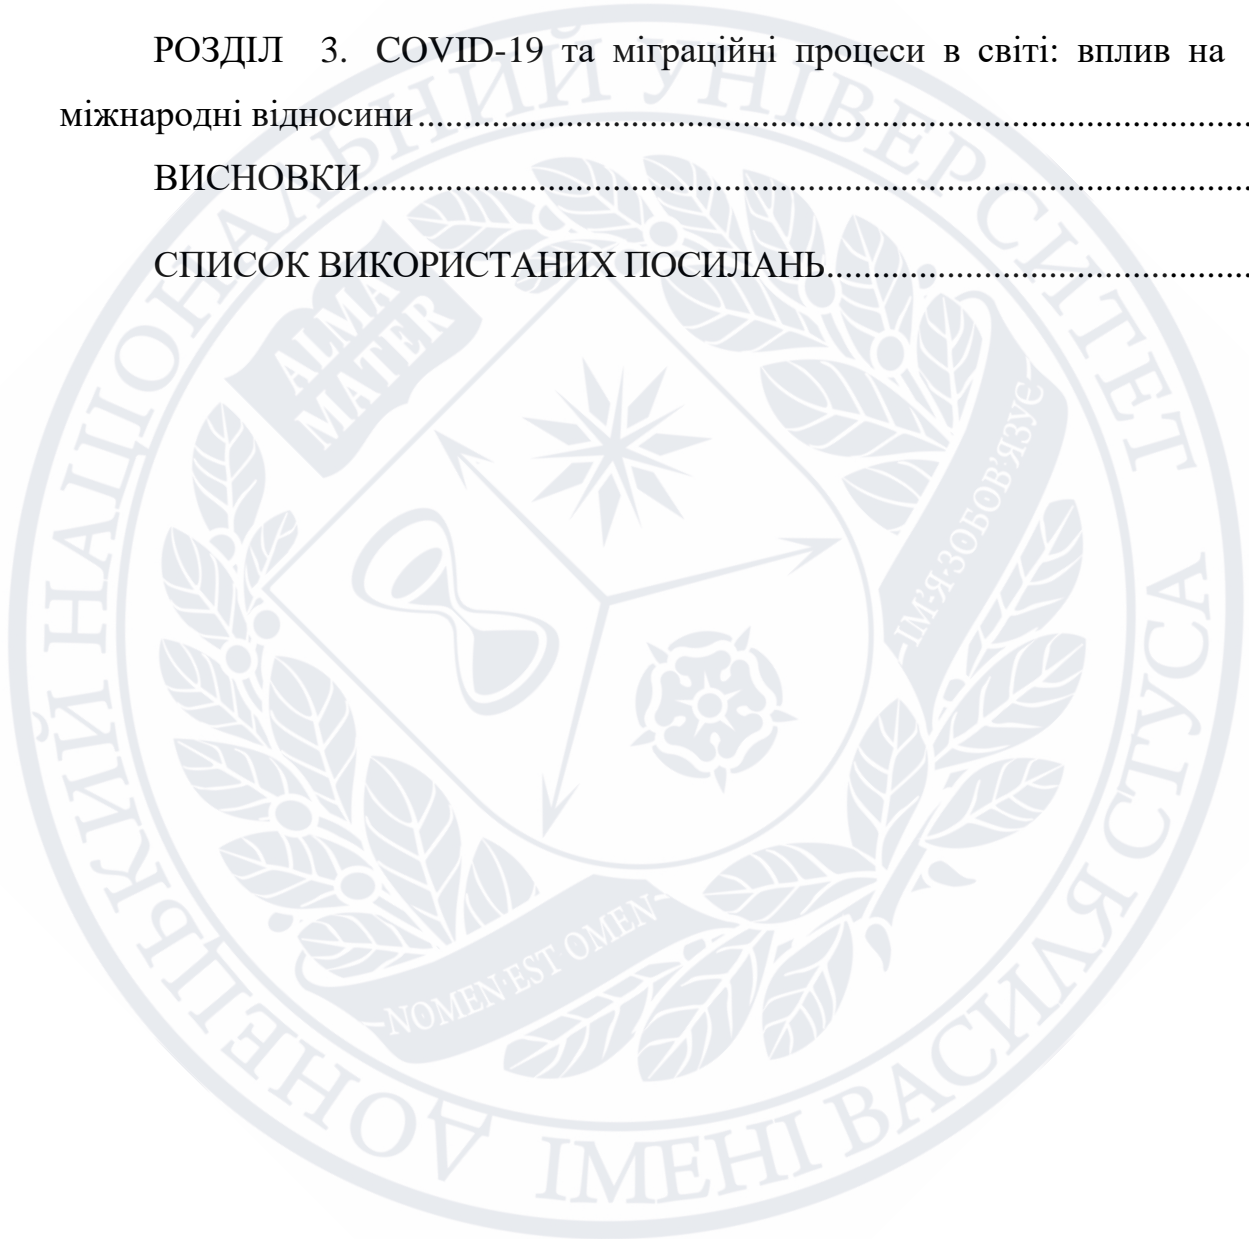 РОЗДІЛ 3. COVID-19 та міграційні процеси в світі: вплив на
міжнародні відносини........................................................................................
ВИСНОВКИ..............................................................................................
СПИСОК ВИКОРИСТАНИХ ПОСИЛАНЬ.............................................
ДОНЕЦЬКИЙ НАЦІОНАЛЬНИЙ УНІВЕРСИТЕТ ІМЕНІ ВАСИЛЯ СТУСА
ALMA
MATER
ІМ'Я ЗОБОВ'ЯЗУЄ
NOMEN EST OMEN